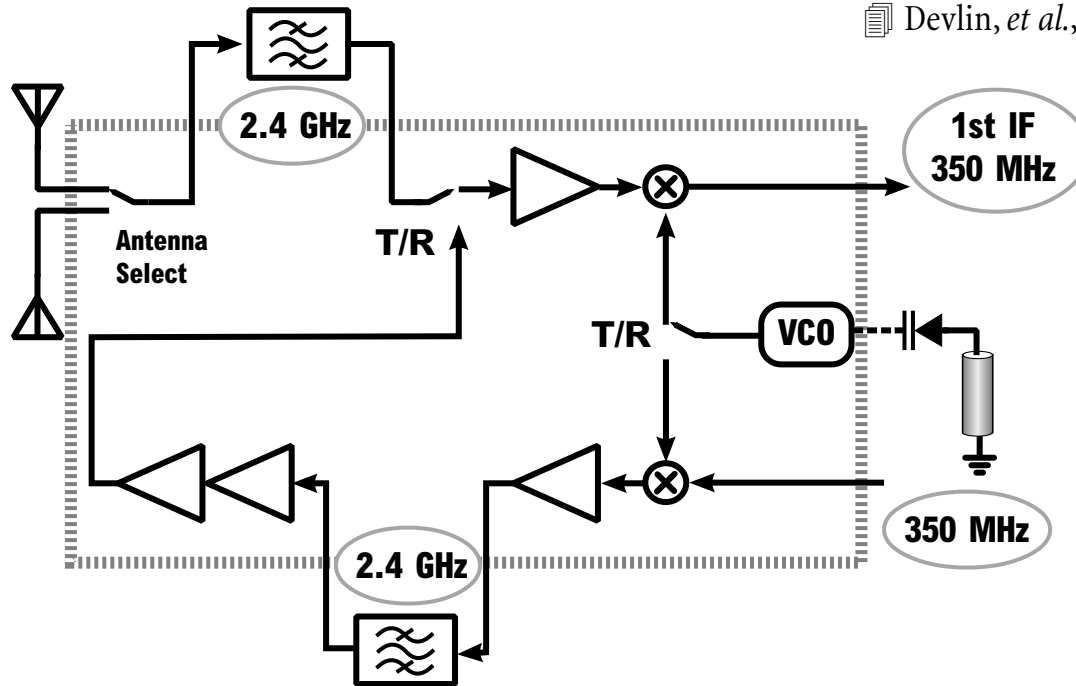 Devlin, et al.,
2.4 GHz
1st IF
350 MHz
Antenna
Select
T/R
T/R
VCO
350 MHz
2.4 GHz